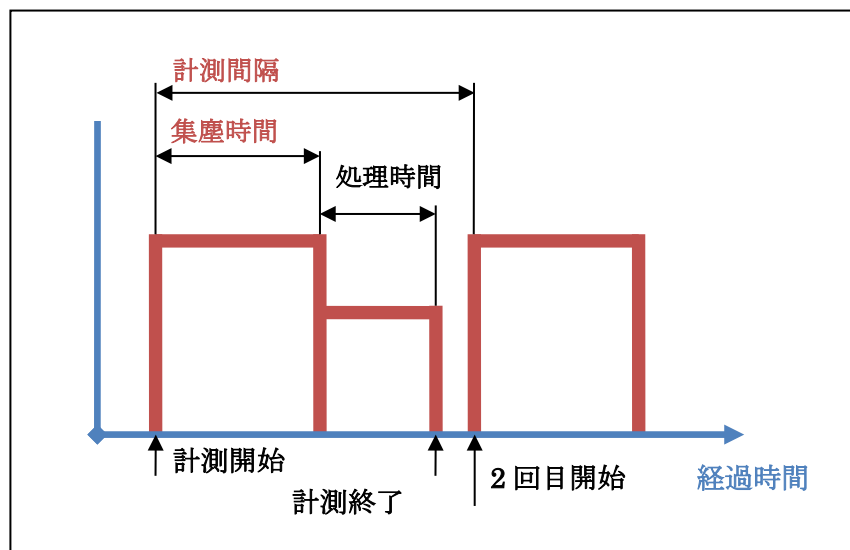 計測間隔
集塵時間
処理時間
計測開始
計測終了
2回目開始
経過時間